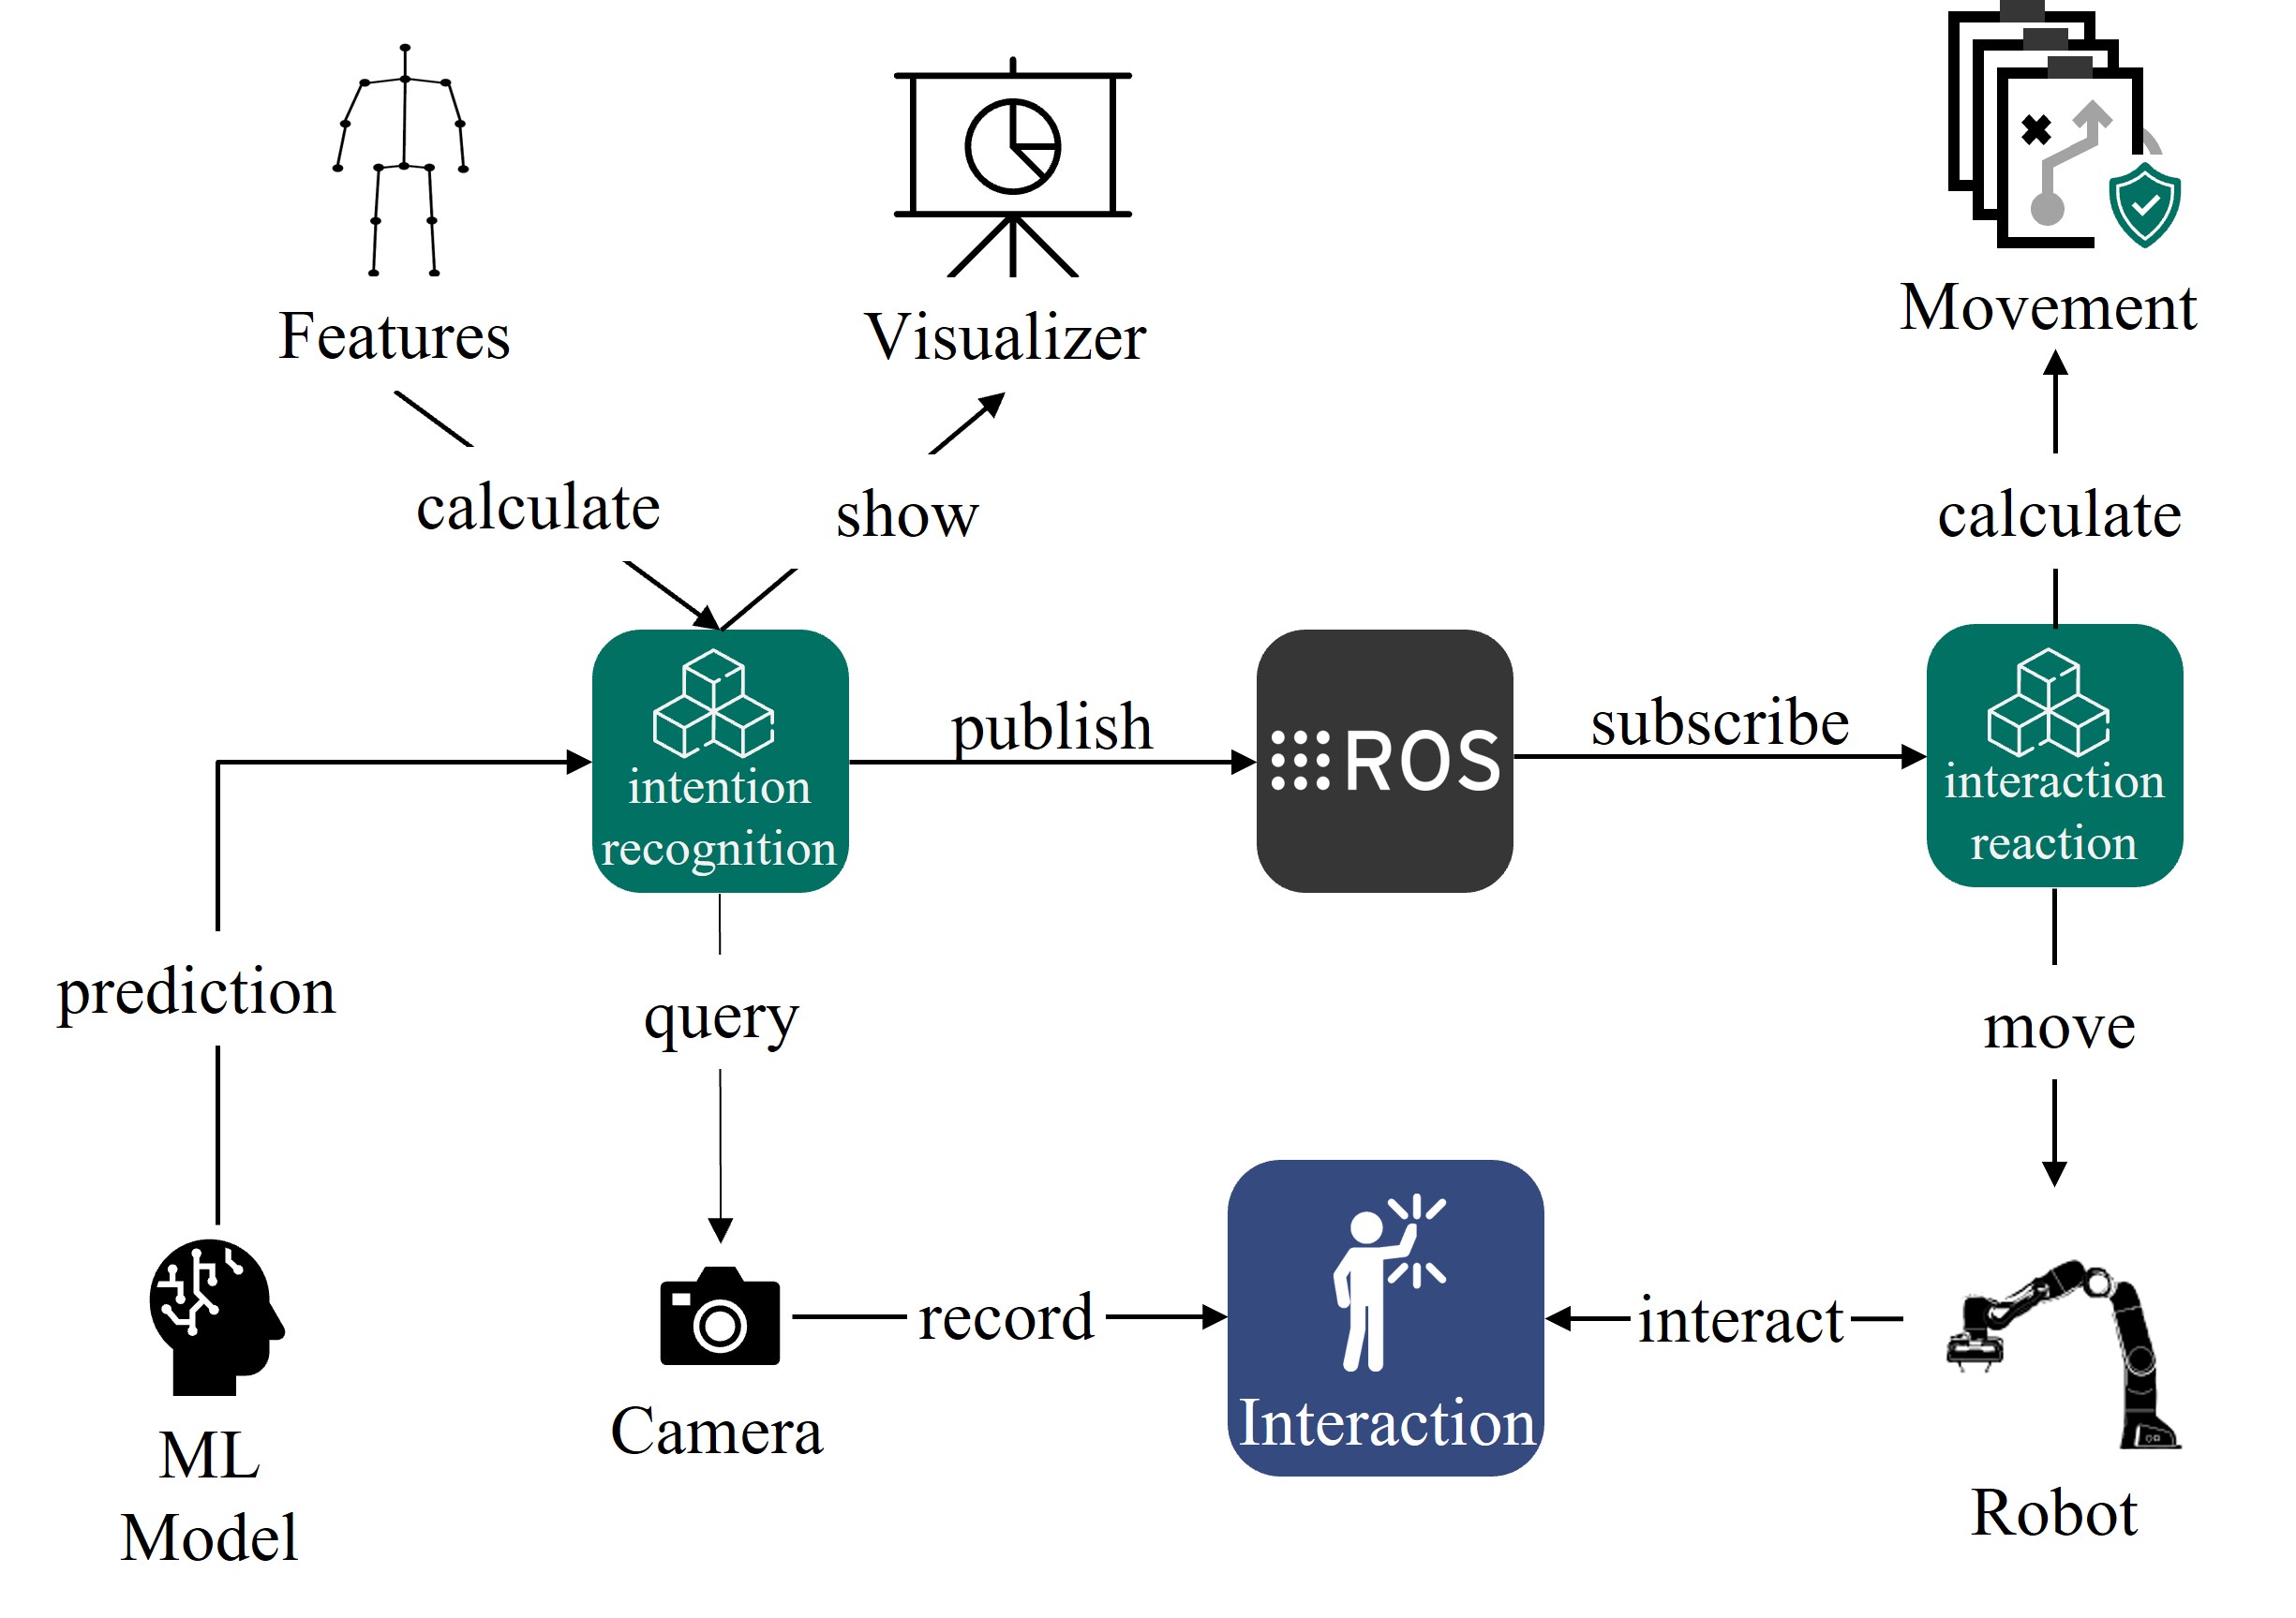 Features
Visualizer
Movement
calculate
show
calculate
intention
recognition
publish
ROS
subscribe
interaction
reaction
prediction
query
move
record
Interaction
interact
Camera
ML
Model
Robot